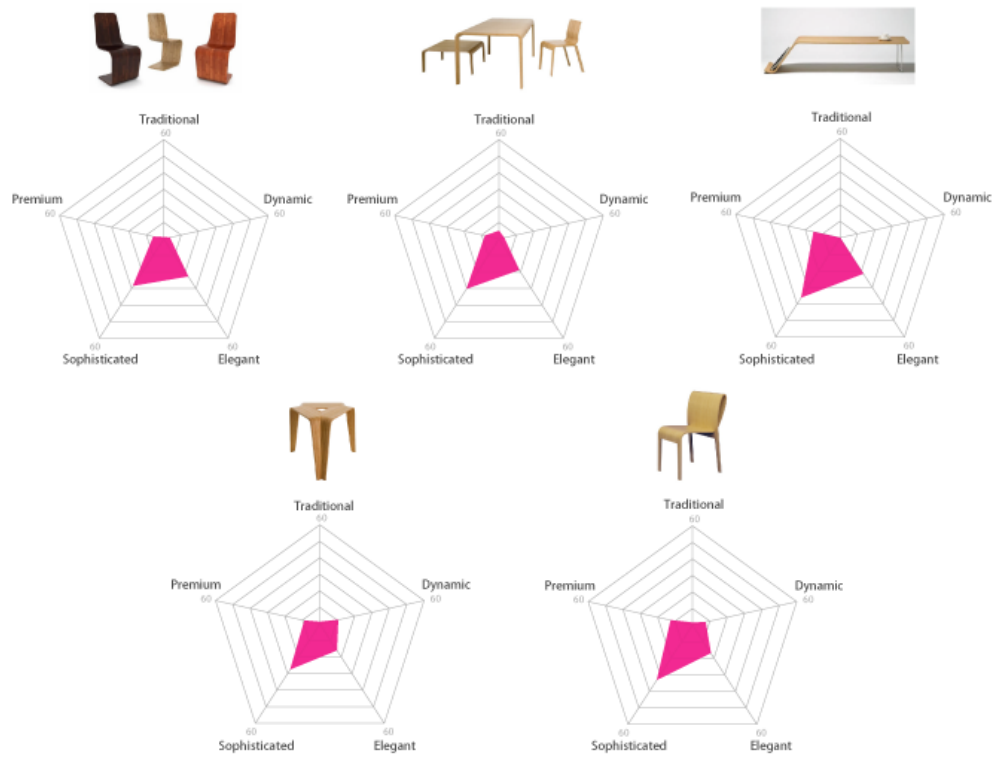 Traditional
60
Premium
60
Dynamic
60
Sophisticated
60
Elegant
60
Traditional
60
Premium
60
Dynamic
60
Sophisticated
60
Elegant
60
Traditional
60
Premium
60
Dynamic
60
Sophisticated
60
Elegant
60
Traditional
60
Premium
60
Dynamic
60
Sophisticated
60
Elegant
60
Traditional
60
Premium
60
Dynamic
60
Sophisticated
60
Elegant
60